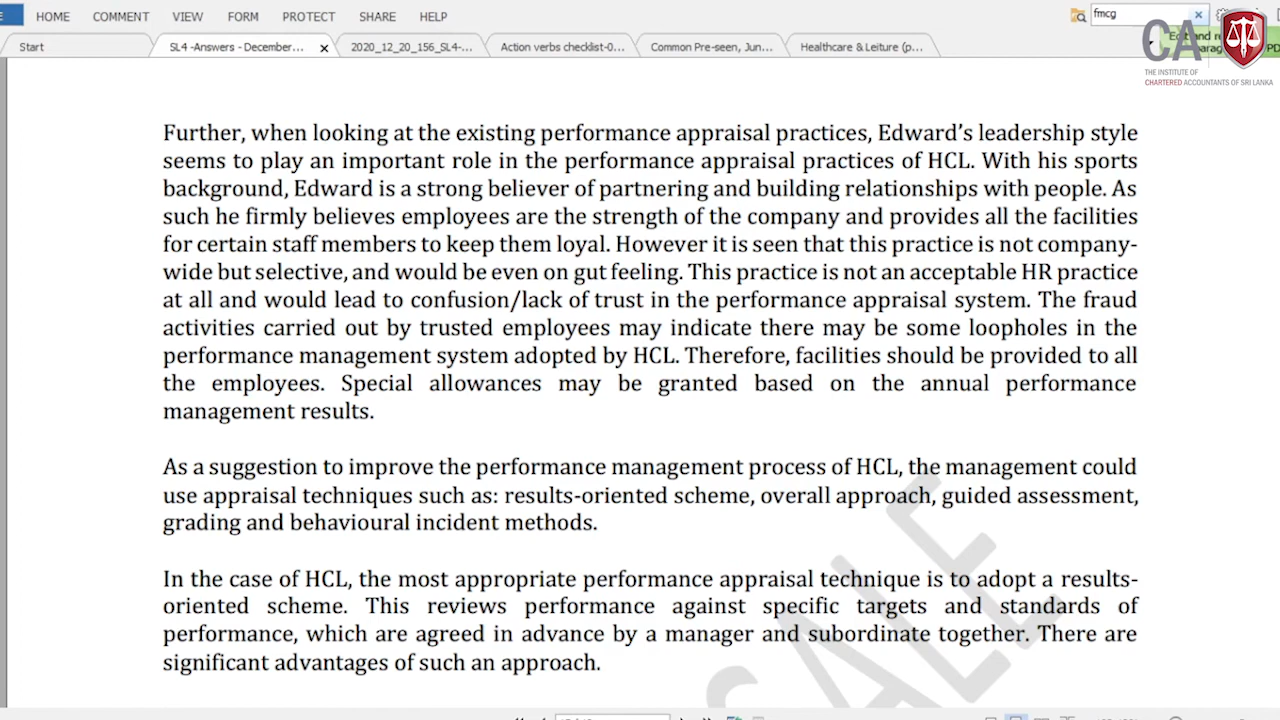 HOME COMMENT VIEW FORM PROTECT SHARE HELP
fmcg
Start SL4 -Answers - December... 2020_12_20_156_SL4-... Action verbs checklist-0... Common Pre-seen, Jun... Healthcare & Leiture (p...
CA
THE INSTITUTE OF
CHARTERED ACCOUNTANTS OF SRI LANKA
Further, when looking at the existing performance appraisal practices, Edward's leadership style
seems to play an important role in the performance appraisal practices of HCL. With his sports
background, Edward is a strong believer of partnering and building relationships with people. As
such he firmly believes employees are the strength of the company and provides all the facilities
for certain staff members to keep them loyal. However it is seen that this practice is not company-
wide but selective, and would be even on gut feeling. This practice is not an acceptable HR practice
at all and would lead to confusion/lack of trust in the performance appraisal system. The fraud
activities carried out by trusted employees may indicate there may be some loopholes in the
performance management system adopted by HCL. Therefore, facilities should be provided to all
the employees. Special allowances may be granted based on the annual performance
management results.
As a suggestion to improve the performance management process of HCL, the management could
use appraisal techniques such as: results-oriented scheme, overall approach, guided assessment,
grading and behavioural incident methods.
In the case of HCL, the most appropriate performance appraisal technique is to adopt a results-
oriented scheme. This reviews performance against specific targets and standards of
performance, which are agreed in advance by a manager and subordinate together. There are
significant advantages of such an approach.
SALE